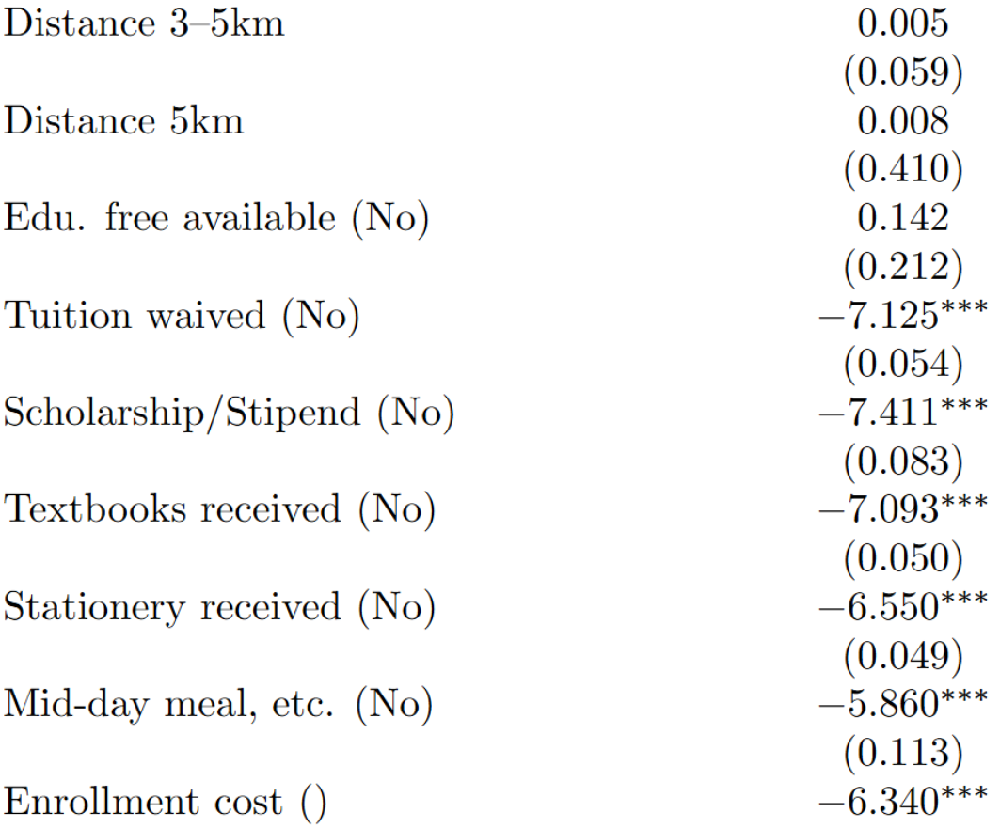 Distance 3–5km 0.005
(0.059)
Distance 5km 0.008
(0.410)
Edu. free available (No) 0.142
(0.212)
Tuition waived (No) −7.125***
(0.054)
Scholarship/Stipend (No) −7.411***
(0.083)
Textbooks received (No) −7.093***
(0.050)
Stationery received (No) −6.550***
(0.049)
Mid-day meal, etc. (No) −5.860***
(0.113)
Enrollment cost () −6.340***